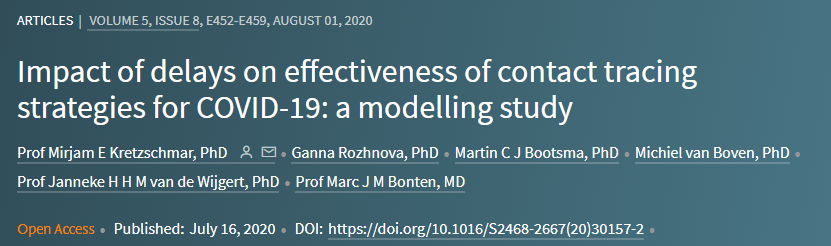 ARTICLES | VOLUME 5, ISSUE 8, E452-E459, AUGUST 01, 2020
Impact of delays on effectiveness of contact tracing
strategies for COVID-19: a modelling study
Prof Mirjam E Kretzschmar, PhD • Ganna Rozhnova, PhD • Martin C J Bootsma, PhD • Michiel van Boven, PhD •
Prof Janneke H H M van de Wijgert, PhD • Prof Marc J M Bonten, MD
Open Access • Published: July 16, 2020 • DOI: https://doi.org/10.1016/S2468-2667(20)30157-2 •